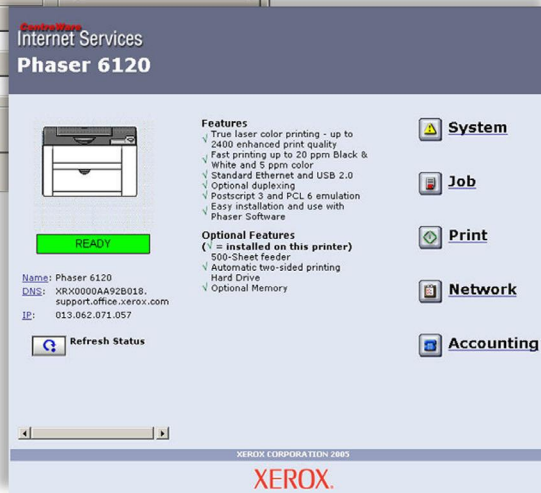 CentreWare
Internet Services
Phaser 6120
READY
Name: Phaser 6120
DNS: XRX0000AA92B018.
support.office.xerox.com
IP: 013.062.071.057
Refresh Status
Features
√ True laser color printing - up to
2400 enhanced print quality
√ Fast printing up to 20 ppm Black &
White and 5 ppm color
√ Standard Ethernet and USB 2.0
√ Optional duplexing
√ Postscript 3 and PCL 6 emulation
√ Easy installation and use with
Phaser Software
Optional Features
(√ = installed on this printer)
500-Sheet feeder
√ Automatic two-sided printing
Hard Drive
√ Optional Memory
System
Job
Print
Network
Accounting
XEROX CORPORATION 2005
XEROX.